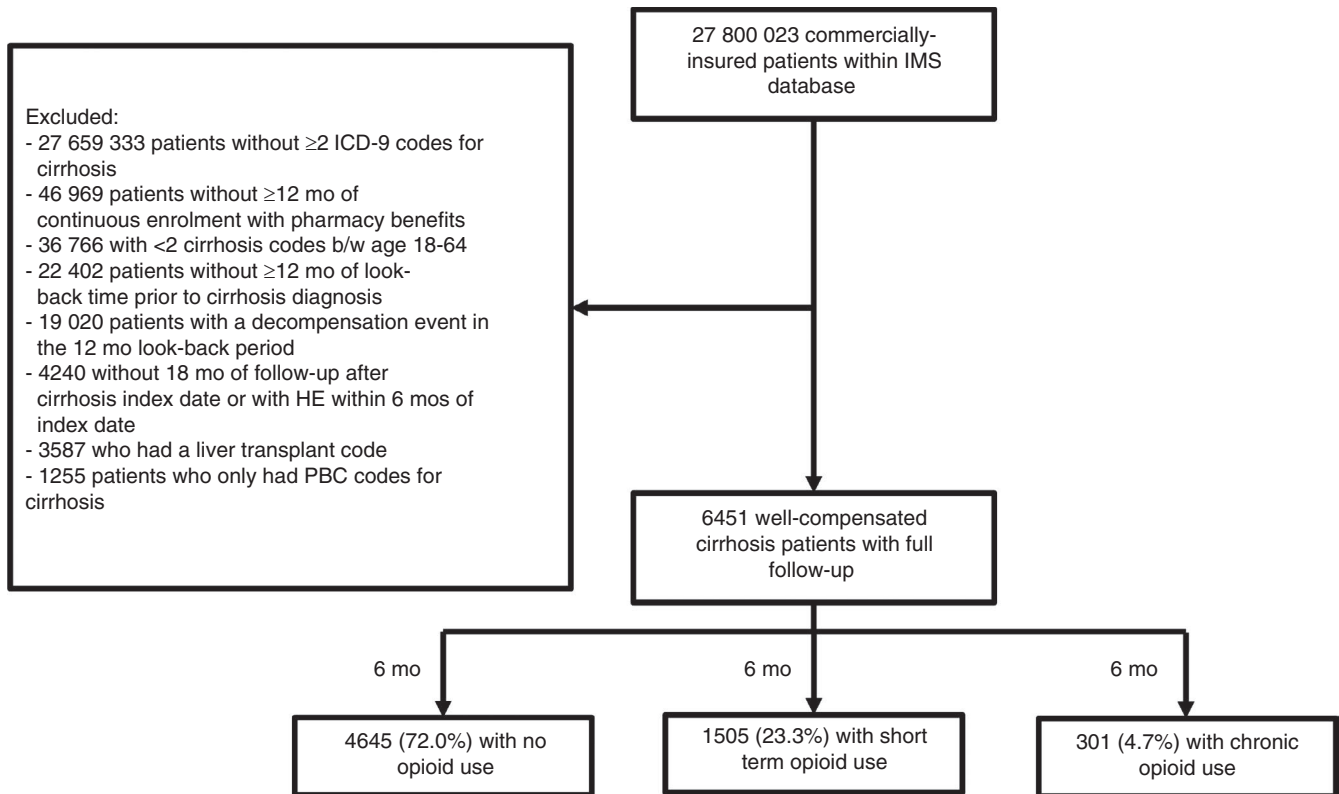 27 800 023 commercially-
insured patients within IMS
database
Excluded:
- 27 659 333 patients without ≥2 ICD-9 codes for
cirrhosis
- 46 969 patients without ≥12 mo of
continuous enrolment with pharmacy benefits
- 36 766 with <2 cirrhosis codes b/w age 18-64
- 22 402 patients without ≥12 mo of look-
back time prior to cirrhosis diagnosis
- 19 020 patients with a decompensation event in
the 12 mo look-back period
- 4240 without 18 mo of follow-up after
cirrhosis index date or with HE within 6 mos of
index date
- 3587 who had a liver transplant code
- 1255 patients who only had PBC codes for
cirrhosis
6451 well-compensated
cirrhosis patients with full
follow-up
6 mo
6 mo
6 mo
4645 (72.0%) with no
opioid use
1505 (23.3%) with short
term opioid use
301 (4.7%) with chronic
opioid use